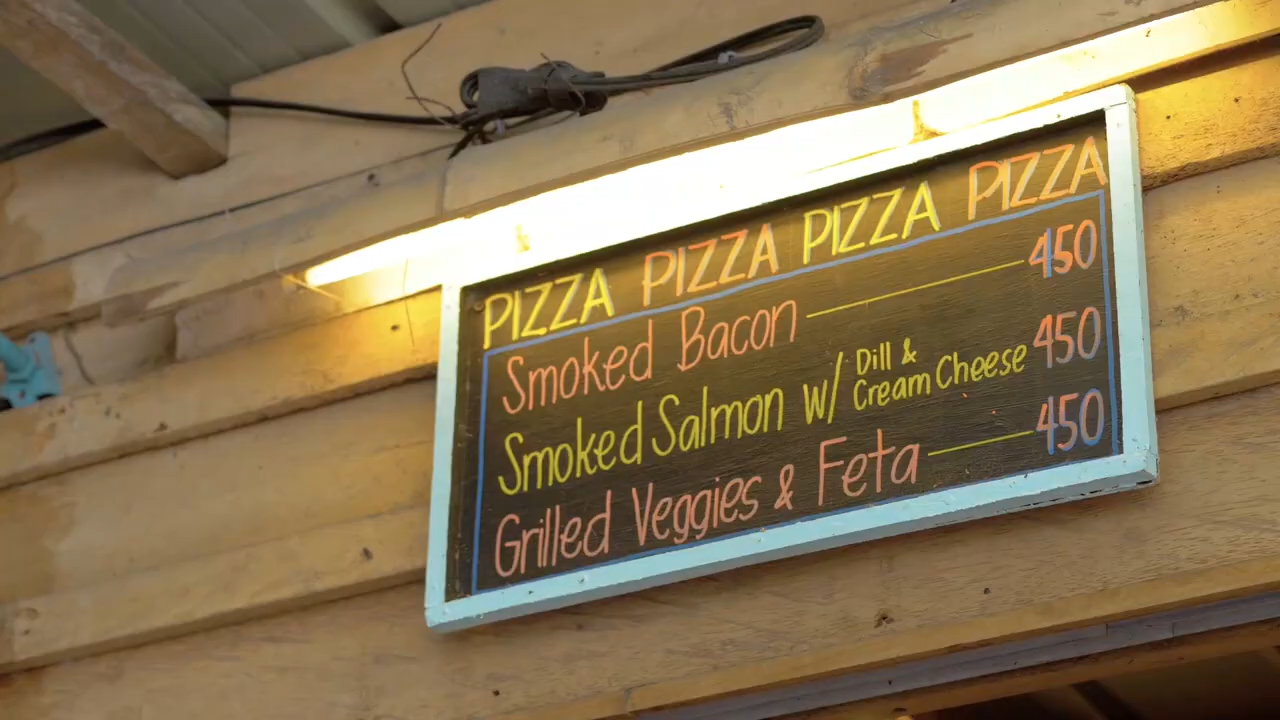 PIZZA PIZZA PIZZA PIZZA
Smoked Bacon 450
Smoked Salmon w/ Dill & Cream Cheese 450
Grilled Veggies & Feta 450